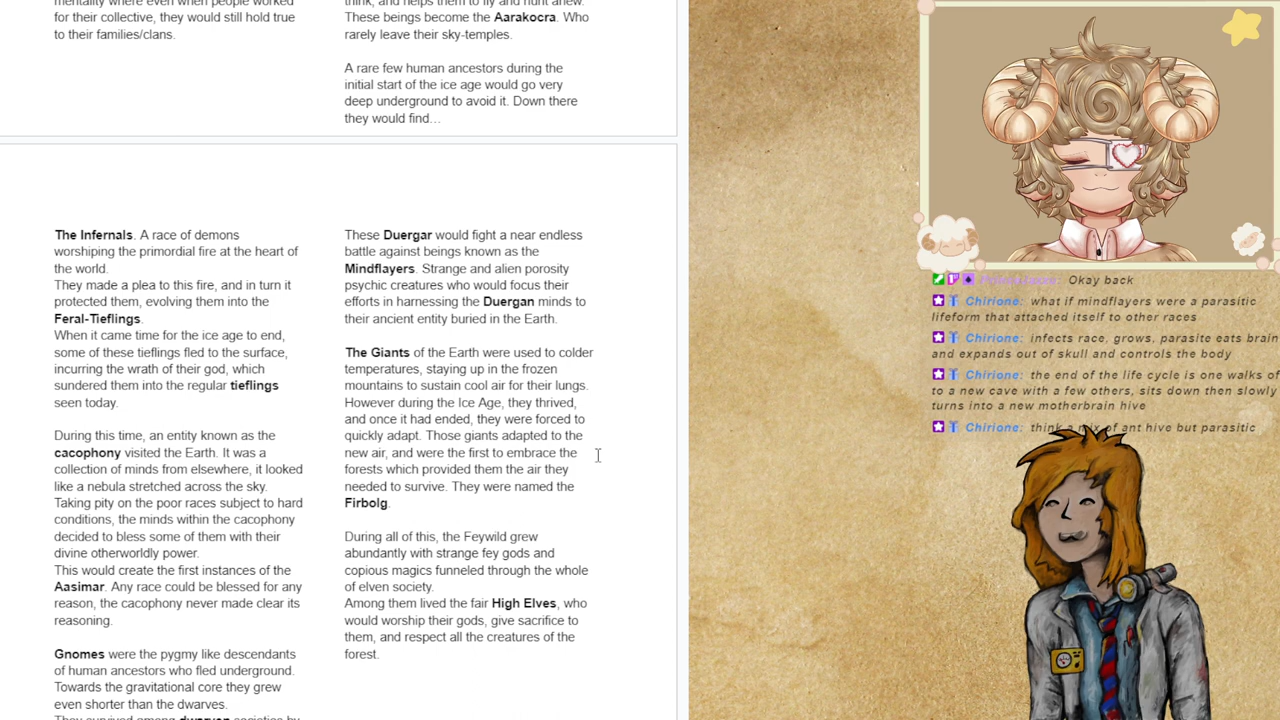 mentality where even when people worked
for their collective, they would still hold true
to their families/clans.
think, and helps them to fly and hunt anew.
These beings become the Aarakocra. Who
rarely leave their sky-temples.
A rare few human ancestors during the
initial start of the ice age would go very
deep underground to avoid it. Down there
they would find…
The Infernals. A race of demons
worshiping the primordial fire at the heart of
the world.
They made a plea to this fire, and in turn it
protected them, evolving them into the
Feral-Tieflings.
When it came time for the ice age to end,
some of these tieflings fled to the surface,
incurring the wrath of their god, which
sundered them into the regular tieflings
seen today.
During this time, an entity known as the
cacophony visited the Earth. It was a
collection of minds from elsewhere, it looked
like a nebula stretched across the sky.
Taking pity on the poor races subject to hard
conditions, the minds within the cacophony
decided to bless some of them with their
divine otherworldly power.
This would create the first instances of the
Aasimar. Any race could be blessed for any
reason, the cacophony never made clear its
reasoning.
Gnomes were the pygmy like descendants
of human ancestors who fled underground.
Towards the gravitational core they grew
even shorter than the dwarves.
They survived among dwarven societies by
These Duergar would fight a near endless
battle against beings known as the
Mindflayers. Strange and alien porosity
psychic creatures who would focus their
efforts in harnessing the Duergan minds to
their ancient entity buried in the Earth.
The Giants of the Earth were used to colder
temperatures, staying up in the frozen
mountains to sustain cool air for their lungs.
However during the Ice Age, they thrived,
and once it had ended, they were forced to
quickly adapt. Those giants adapted to the
new air, and were the first to embrace the
forests which provided them the air they
needed to survive. They were named the
Firbolg.
During all of this, the Feywild grew
abundantly with strange fey gods and
copious magics funneled through the whole
of elven society.
Among them lived the fair High Elves, who
would worship their gods, give sacrifice to
them, and respect all the creatures of the
forest.
Okay back
Chirione: what if mindflayers were a parasitic
lifeform that attached itself to other races
Chirione: infects race, grows, parasite eats brain
and expands out of skull and controls the body
Chirione: the end of the life cycle is one walks of
to a new cave with a few others, sits down then slowly
turns into a new motherbrain hive
Chirione: think a mix of ant hive but parasitic